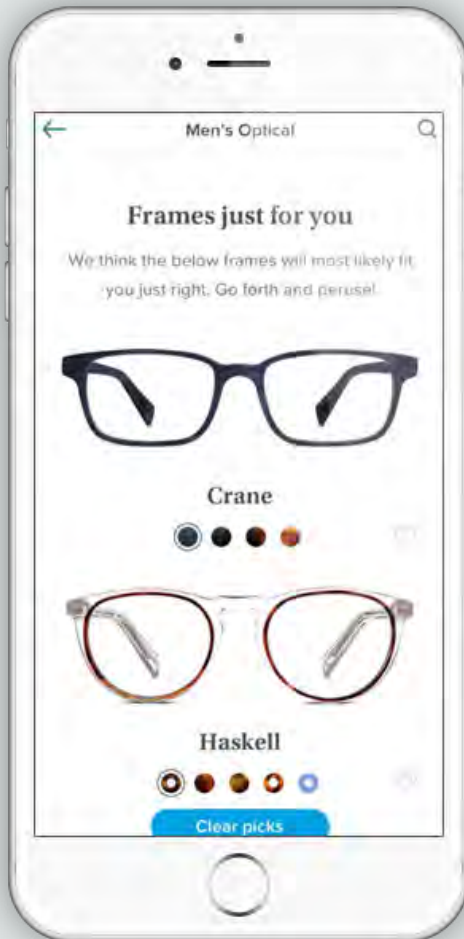 Men's Optical
Frames just for you
We think the below frames will most likely fit
you just right. Go forth and peruse!
Crane
Haskell
Clear picks